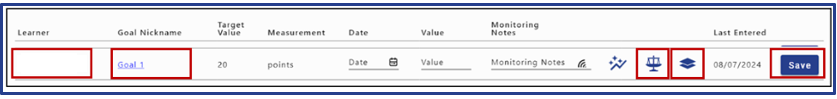 Learner Goal Nickname Target Value Measurement Date Value Monitoring Notes Last Entered
Goal 1 20 points Date Value Monitoring Notes 08/07/2024 Save